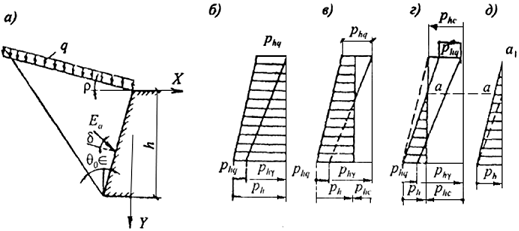 а) б) в) г) д)
q
ρ
X
E_a
δ
θ_0 ∈
h
Y
p_hq
p_hq p_hγ
p_h
p_hq
p_hq p_hγ
p_h p_hc
p_hc
p_hq
a
p_hq p_hγ
p_h p_hc
a_1
a
p_h